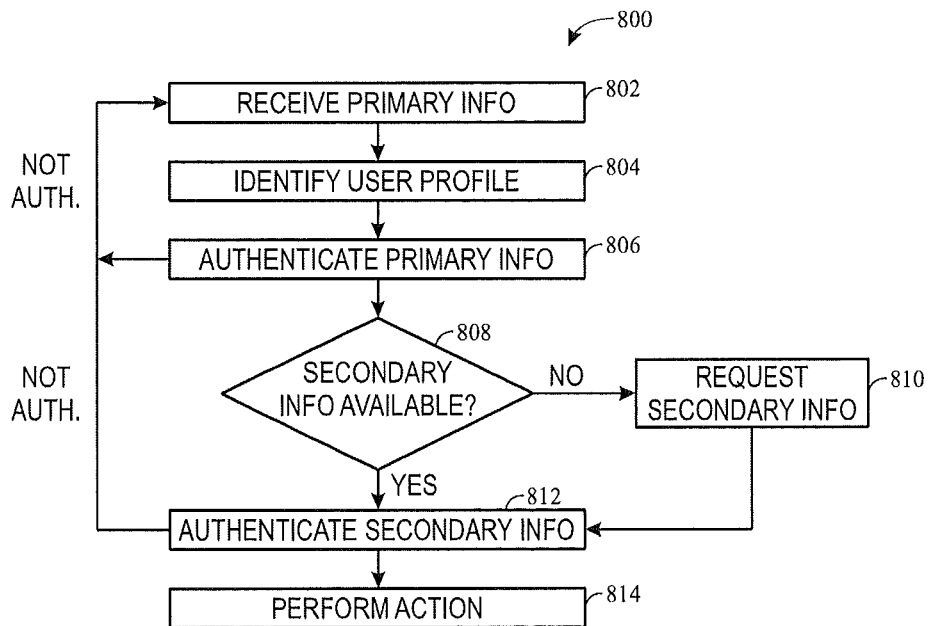 800
RECEIVE PRIMARY INFO
802
NOT
AUTH.
IDENTIFY USER PROFILE
804
AUTHENTICATE PRIMARY INFO
806
808
SECONDARY
INFO AVAILABLE?
NO
REQUEST
SECONDARY INFO
810
NOT
AUTH.
YES
812
AUTHENTICATE SECONDARY INFO
PERFORM ACTION
814